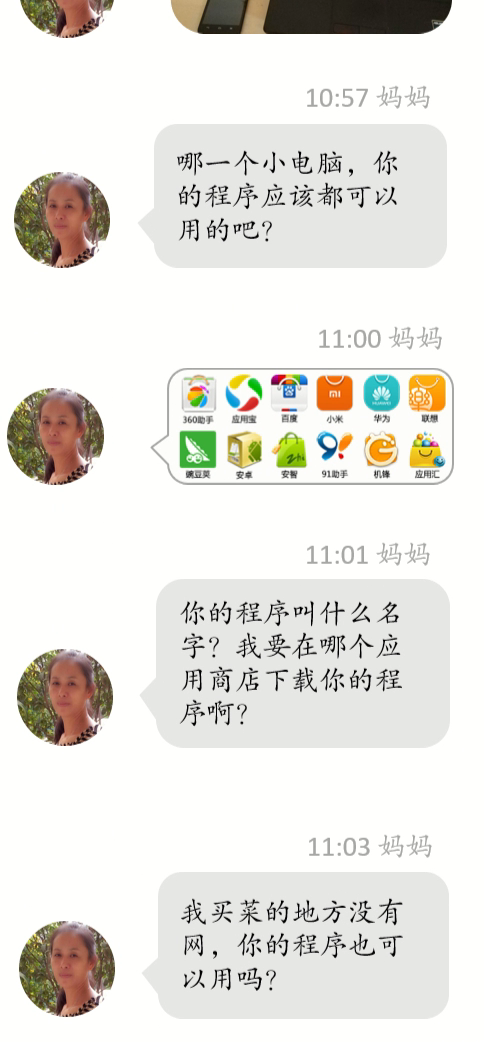 10:57 妈妈
哪一个小电脑，你
的程序应该都可以
用的吧？
11:00 妈妈
360助手 应用宝 百度 小米 华为 联想
豌豆荚 安卓 安智 91助手 机锋 应用汇
11:01 妈妈
你的程序叫什么名
字？我要在哪个应
用商店下载你的程
序啊？
11:03 妈妈
我买菜的地方没有
网，你的程序也可
以用吗？